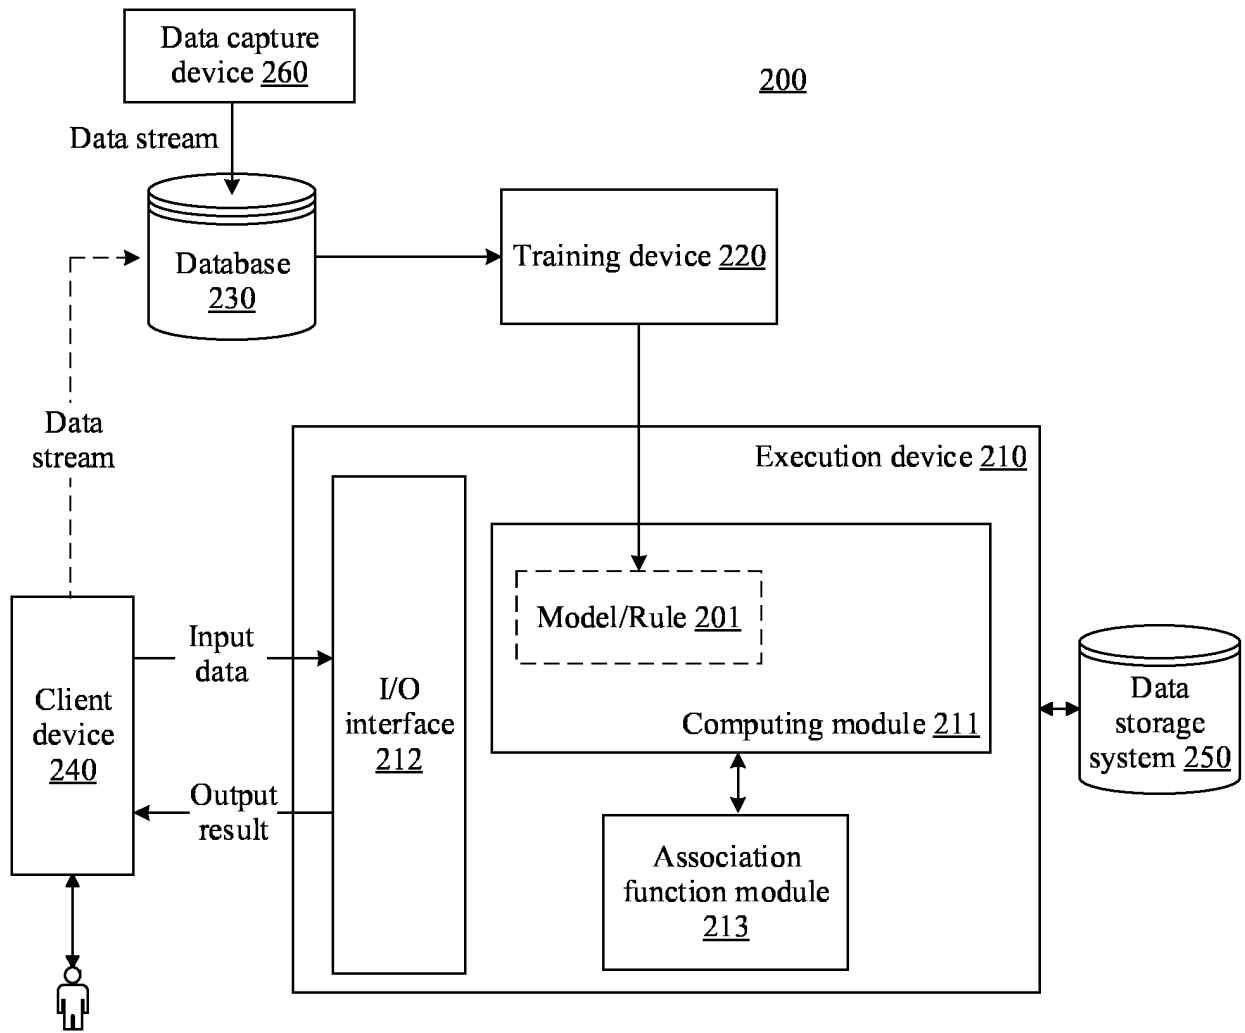 Data capture
device 260
200
Data stream
Database
230
Training device 220
Data
stream
Execution device 210
Model/Rule 201
Input
data
Client
device
240
I/O
interface
212
Computing module 211
Data
storage
system 250
Output
result
Association
function module
213